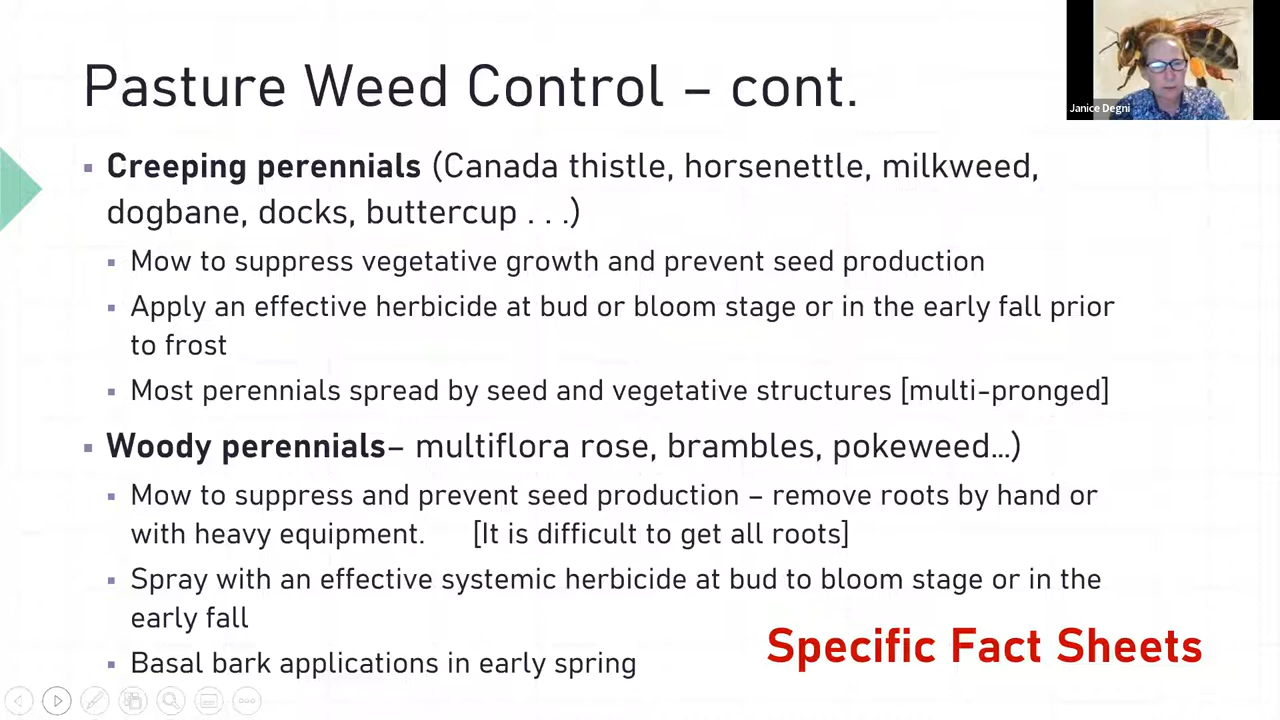 Pasture Weed Control – cont.
Janice Degni
Creeping perennials (Canada thistle, horsenettle, milkweed,
dogbane, docks, buttercup . . .)
Mow to suppress vegetative growth and prevent seed production
Apply an effective herbicide at bud or bloom stage or in the early fall prior
to frost
Most perennials spread by seed and vegetative structures [multi-pronged]
Woody perennials– multiflora rose, brambles, pokeweed…)
Mow to suppress and prevent seed production – remove roots by hand or
with heavy equipment. [It is difficult to get all roots]
Spray with an effective systemic herbicide at bud to bloom stage or in the
early fall
Basal bark applications in early spring
Specific Fact Sheets